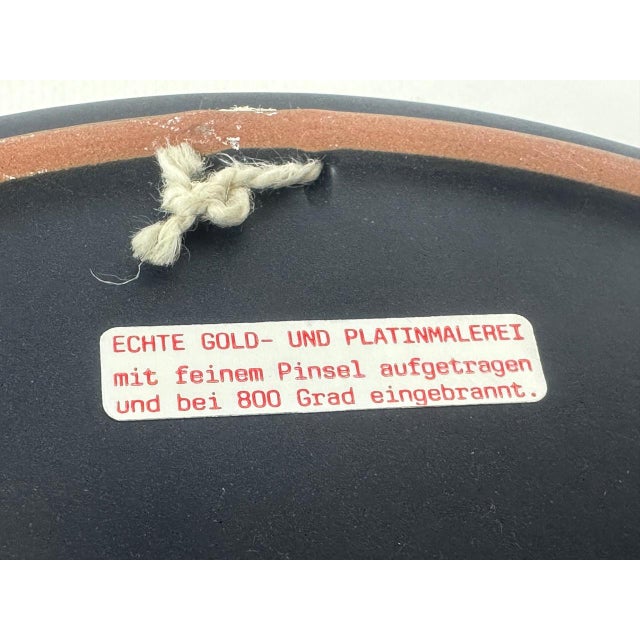 ECHTE GOLD- UND PLATINMALEREI
mit feinem Pinsel aufgetragen
und bei 800 Grad eingebrannt.